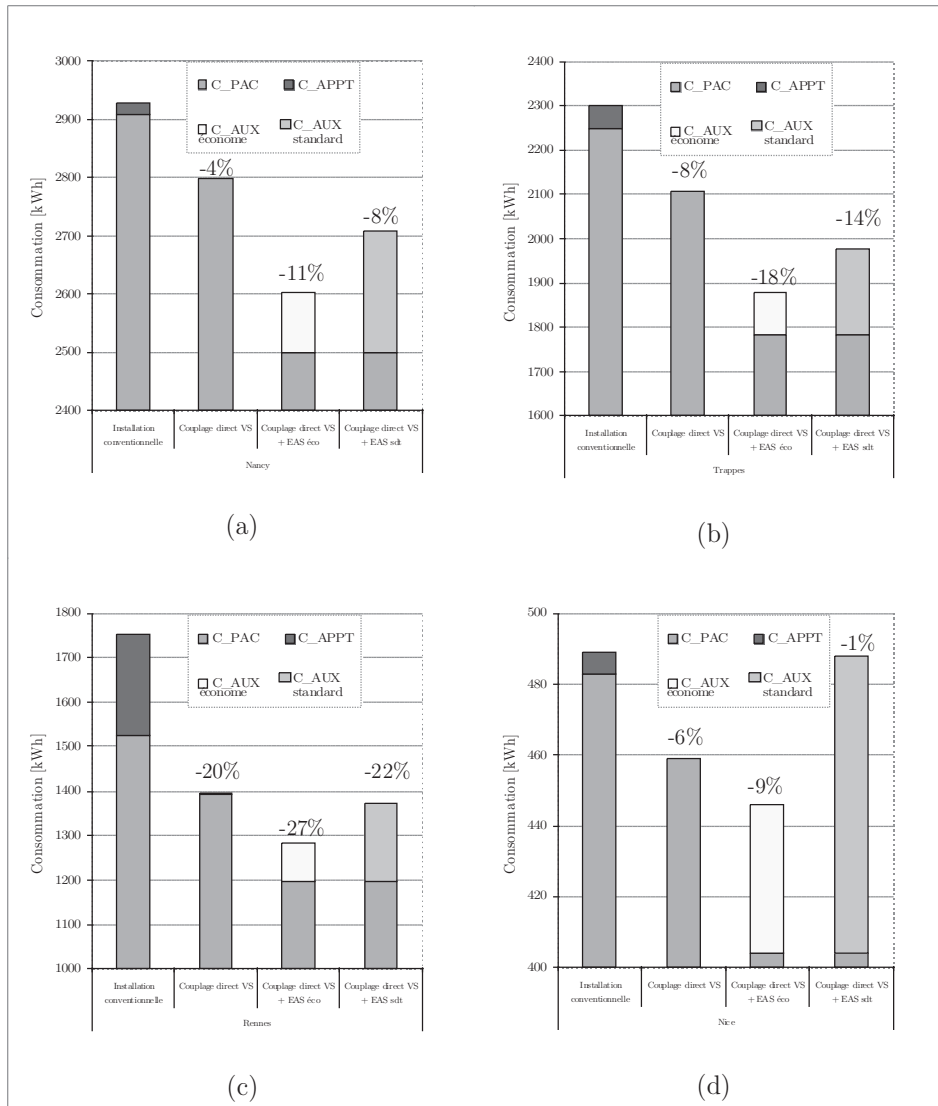 3000
2900
2800
2700
2600
2500
2400
Consommation [kWh]
C_PAC
C_APPT
C_AUX économe
C_AUX standard
-4%
-11%
-8%
Installation conventionnelle
Couplage direct VS
Couplage direct VS + EAS éco
Couplage direct VS + EAS sdt
Nancy
(a)
2400
2300
2200
2100
2000
1900
1800
1700
1600
Consommation [kWh]
C_PAC
C_APPT
C_AUX économe
C_AUX standard
-8%
-18%
-14%
Installation conventionnelle
Couplage direct VS
Couplage direct VS + EAS éco
Couplage direct VS + EAS sdt
Trappes
(b)
1800
1700
1600
1500
1400
1300
1200
1100
1000
Consommation [kWh]
C_PAC
C_APPT
C_AUX économe
C_AUX standard
-20%
-27%
-22%
Installation conventionnelle
Couplage direct VS
Couplage direct VS + EAS éco
Couplage direct VS + EAS sdt
Rennes
(c)
500
480
460
440
420
400
Consommation [kWh]
C_PAC
C_APPT
C_AUX économe
C_AUX standard
-6%
-9%
-1%
Installation conventionnelle
Couplage direct VS
Couplage direct VS + EAS éco
Couplage direct VS + EAS sdt
Nice
(d)